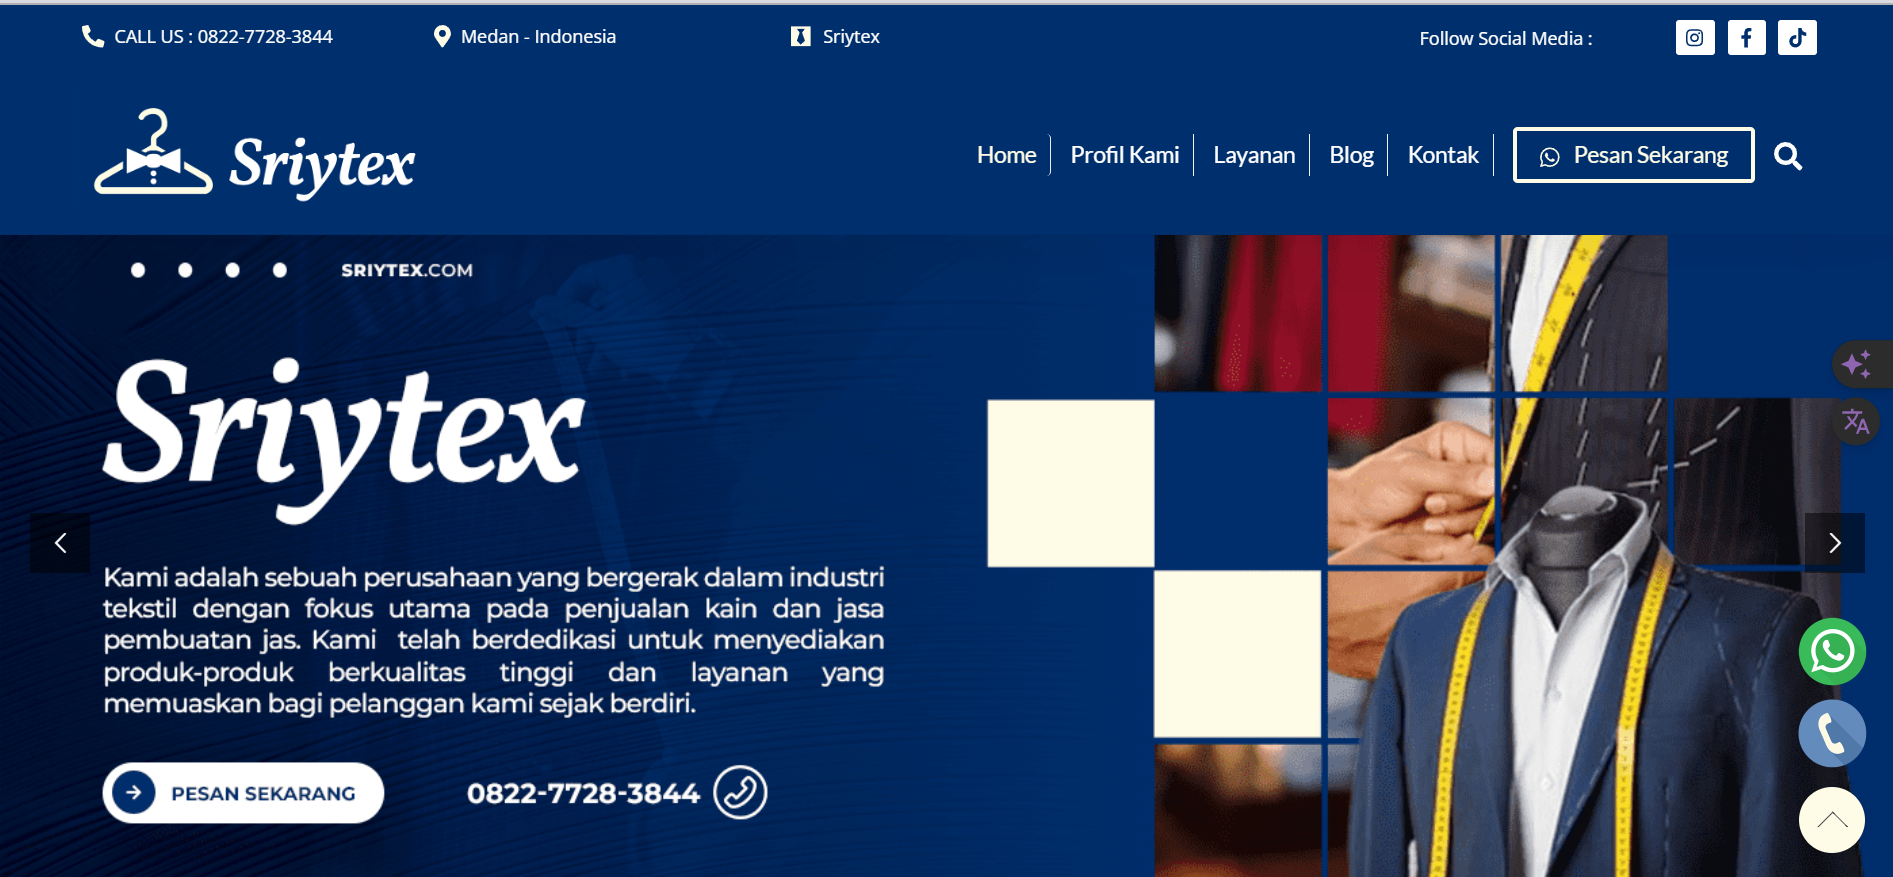 CALL US : 0822-7728-3844
Medan - Indonesia
Sriytex
Follow Social Media :
Sriytex
Home
Profil Kami
Layanan
Blog
Kontak
Pesan Sekarang
SRIYTEX.COM
Sriytex
Kami adalah sebuah perusahaan yang bergerak dalam industri
tekstil dengan fokus utama pada penjualan kain dan jasa
pembuatan jas. Kami telah berdedikasi untuk menyediakan
produk-produk berkualitas tinggi dan layanan yang
memuaskan bagi pelanggan kami sejak berdiri.
PESAN SEKARANG
0822-7728-3844